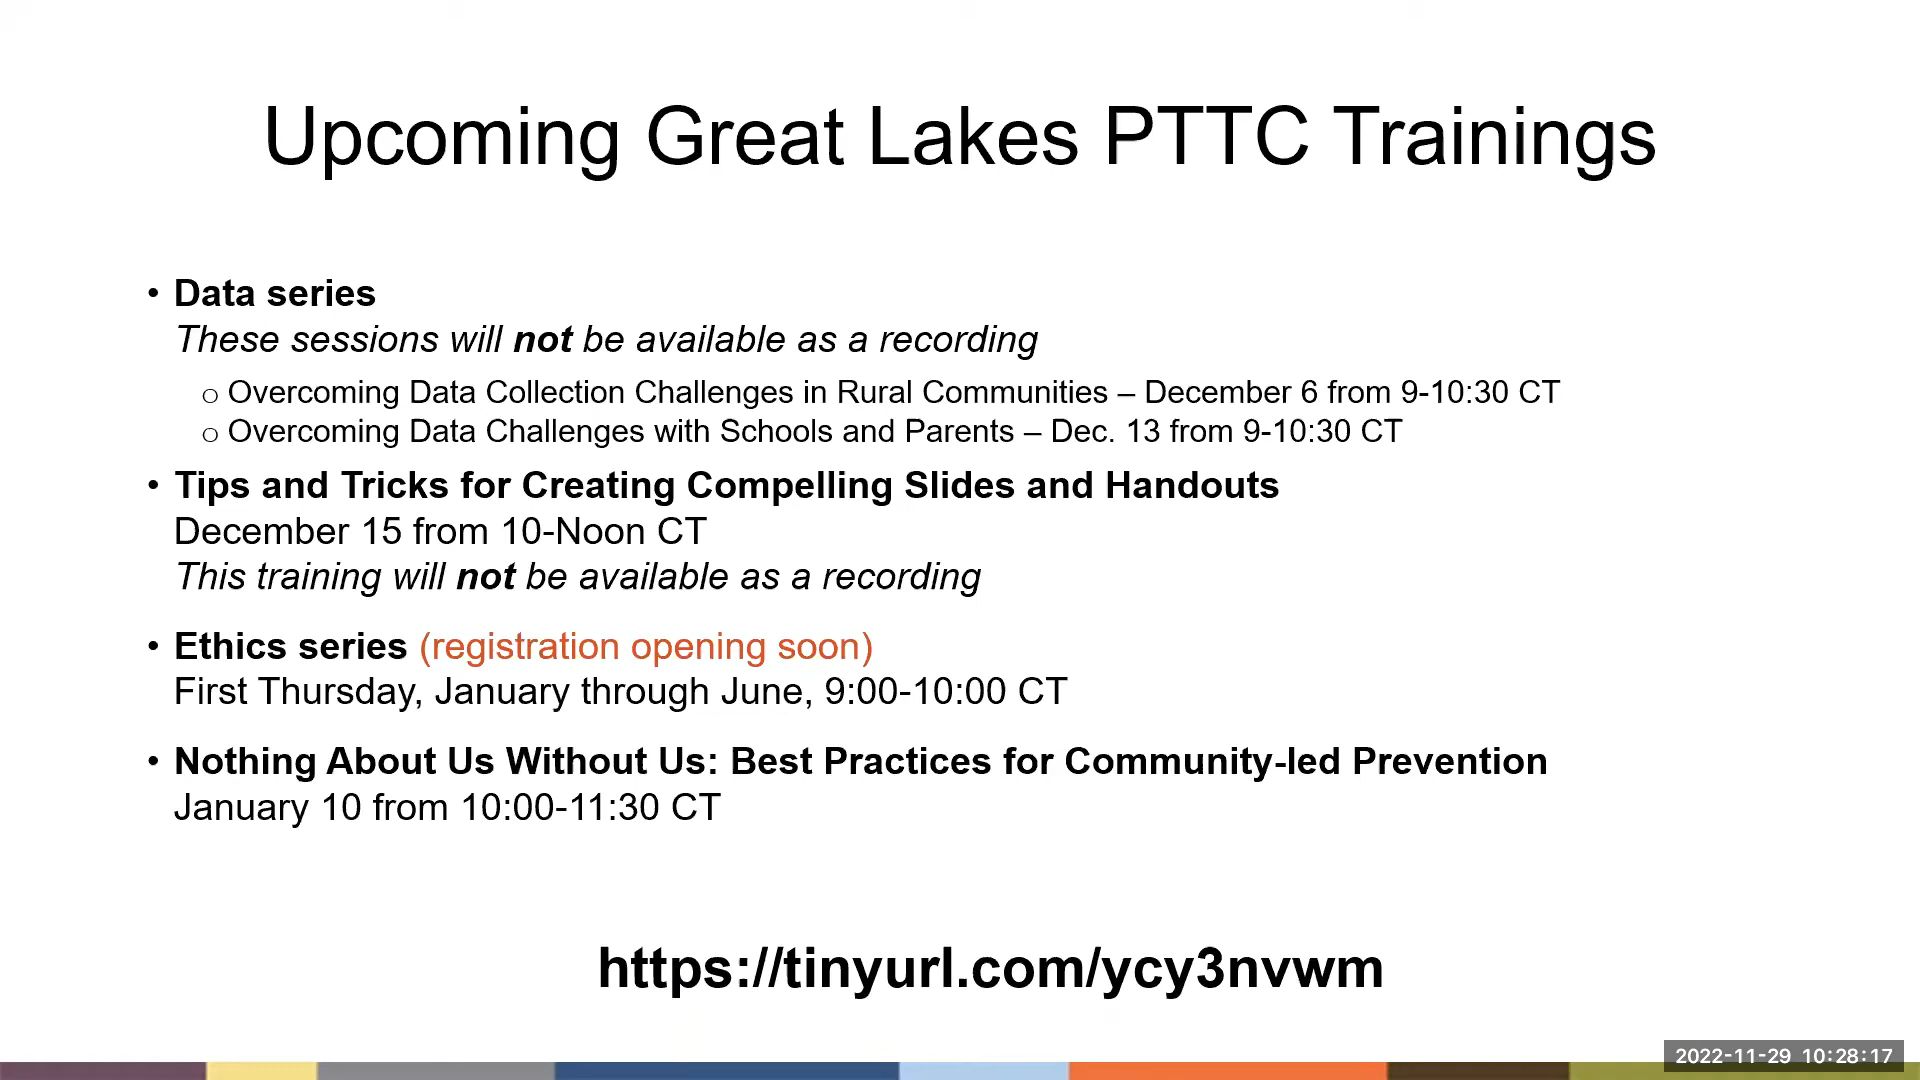 Upcoming Great Lakes PTTC Trainings
• Data series
These sessions will not be available as a recording
o Overcoming Data Collection Challenges in Rural Communities – December 6 from 9-10:30 CT
o Overcoming Data Challenges with Schools and Parents – Dec. 13 from 9-10:30 CT
• Tips and Tricks for Creating Compelling Slides and Handouts
December 15 from 10-Noon CT
This training will not be available as a recording
• Ethics series (registration opening soon)
First Thursday, January through June, 9:00-10:00 CT
• Nothing About Us Without Us: Best Practices for Community-led Prevention
January 10 from 10:00-11:30 CT
https://tinyurl.com/ycy3nvwm
2022-11-29 10:28:17